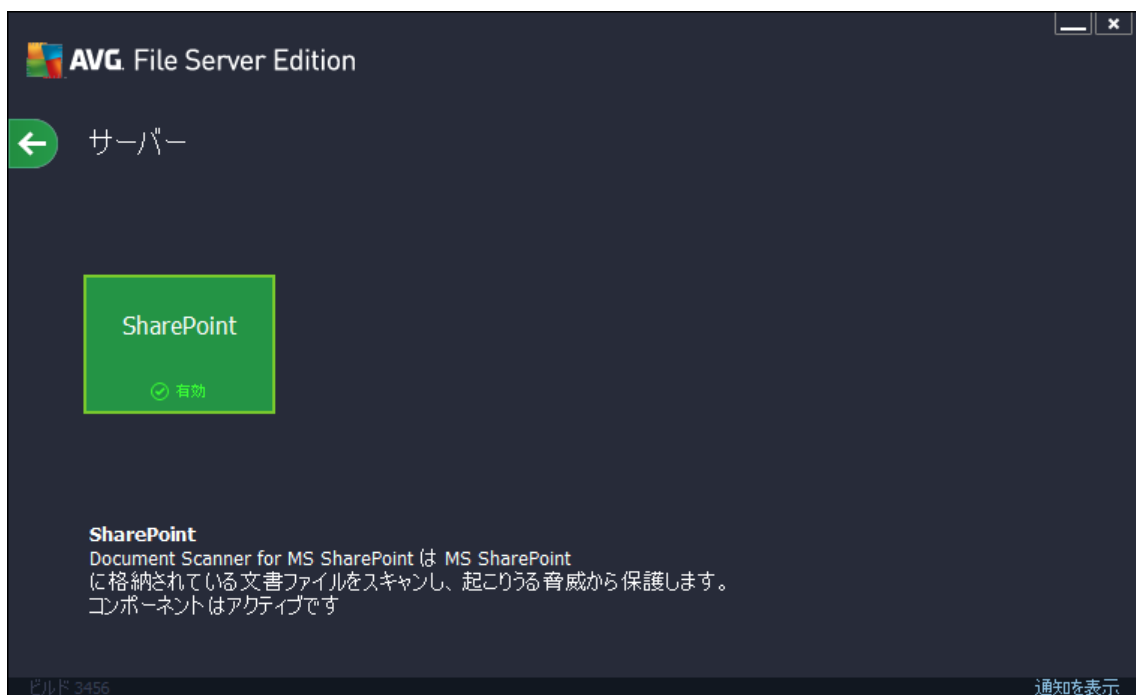 AVG. File Server Edition
サーバー
SharePoint
有効
SharePoint
Document Scanner for MS SharePoint は MS SharePoint
に格納されている文書ファイルをスキャンし、起こりうる脅威から保護します。
コンポーネントはアクティブです
ビルド 3456
通知を表示